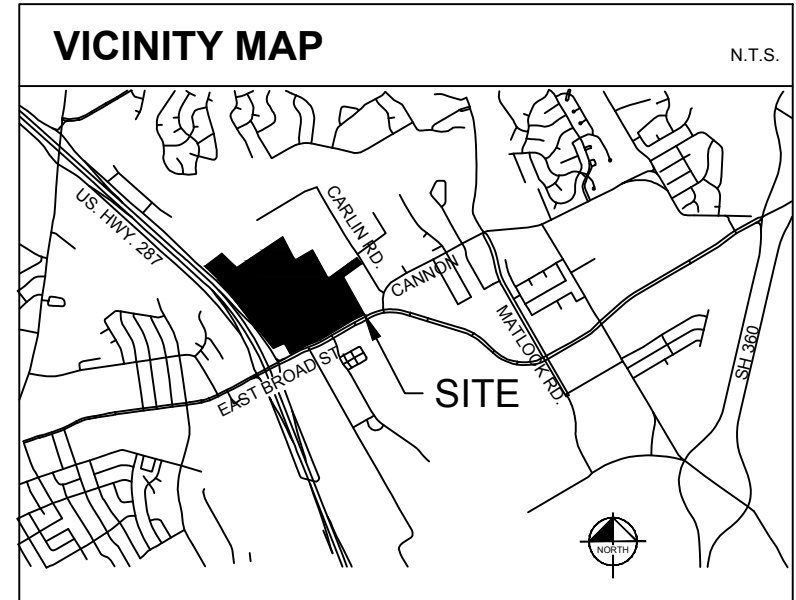 VICINITY MAP
N.T.S.
US. HWY. 287
CARLIN RD.
CANNON
MATLOCK RD.
EAST BROAD ST.
SITE
SH 360
NORTH